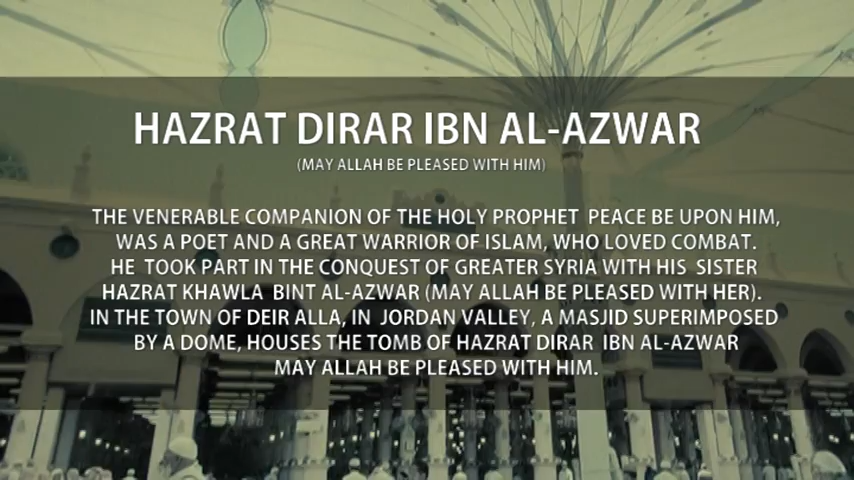 HAZRAT DIRAR IBN AL-AZWAR
(MAY ALLAH BE PLEASED WITH HIM)
THE VENERABLE COMPANION OF THE HOLY PROPHET PEACE BE UPON HIM,
WAS A POET AND A GREAT WARRIOR OF ISLAM, WHO LOVED COMBAT.
HE TOOK PART IN THE CONQUEST OF GREATER SYRIA WITH HIS SISTER
HAZRAT KHAWLA BINT AL-AZWAR (MAY ALLAH BE PLEASED WITH HER).
IN THE TOWN OF DEIR ALLA, IN JORDAN VALLEY, A MASJID SUPERIMPOSED
BY A DOME, HOUSES THE TOMB OF HAZRAT DIRAR IBN AL-AZWAR
MAY ALLAH BE PLEASED WITH HIM.